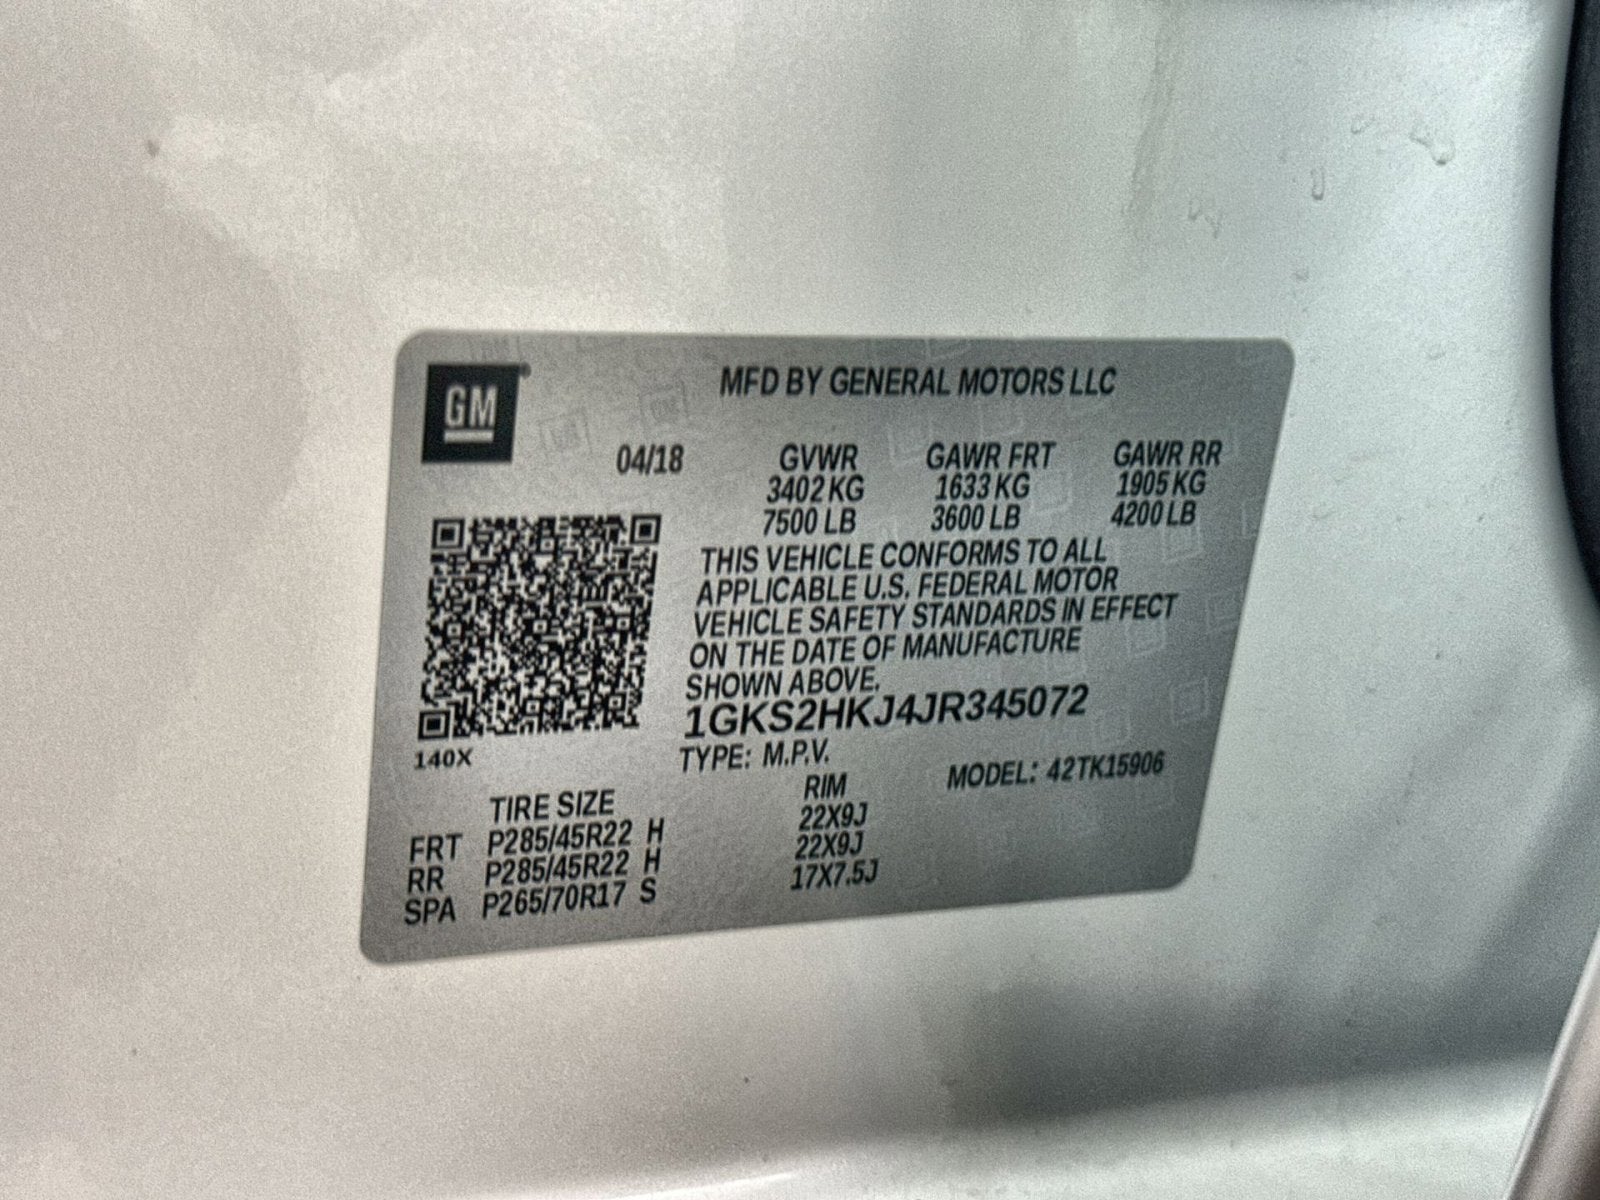 GM
MFD BY GENERAL MOTORS LLC
04/18 GVWR GAWR FRT GAWR RR
3402 KG 1633 KG 1905 KG
7500 LB 3600 LB 4200 LB
THIS VEHICLE CONFORMS TO ALL
APPLICABLE U.S. FEDERAL MOTOR
VEHICLE SAFETY STANDARDS IN EFFECT
ON THE DATE OF MANUFACTURE
SHOWN ABOVE.
1GKS2HKJ4JR345072
140X
TYPE: M.P.V. MODEL: 42TK15906
TIRE SIZE RIM
FRT P285/45R22 H 22X9J
RR P285/45R22 H 22X9J
SPA P265/70R17 S 17X7.5J